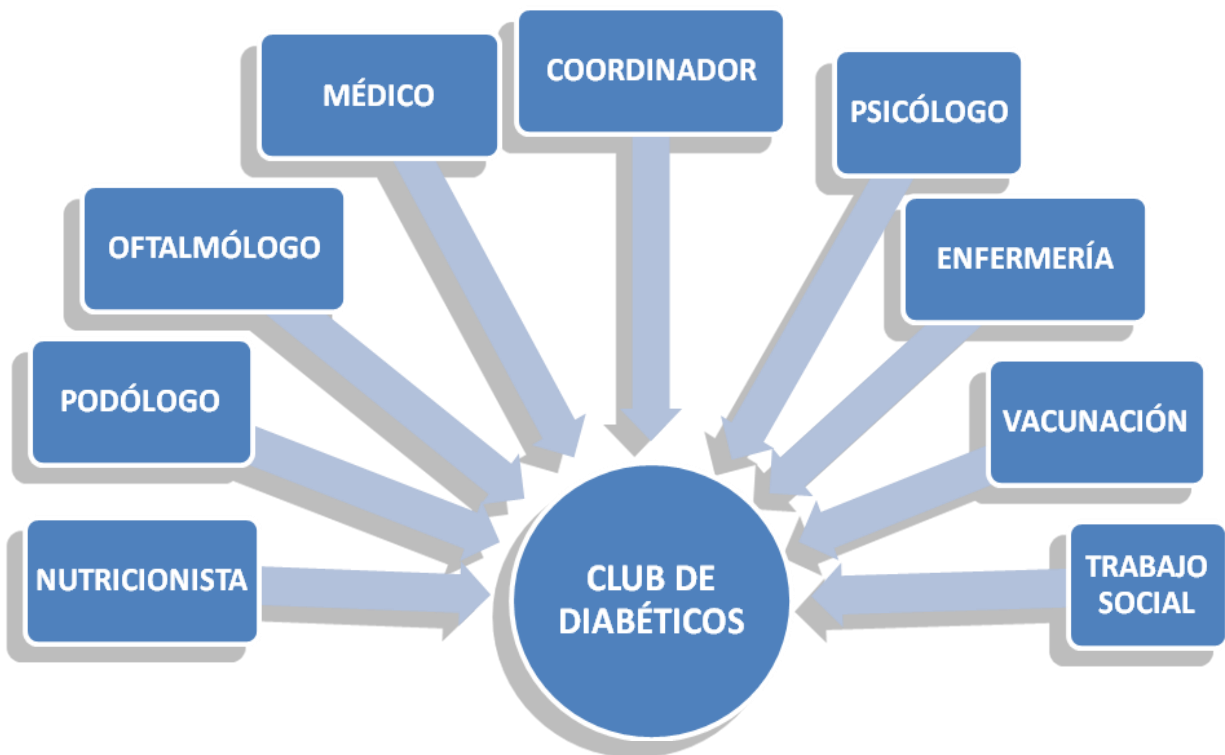 COORDINADOR
MÉDICO
PSICÓLOGO
OFTALMÓLOGO
ENFERMERÍA
PODÓLOGO
VACUNACIÓN
NUTRICIONISTA
TRABAJO
SOCIAL
CLUB DE
DIABÉTICOS